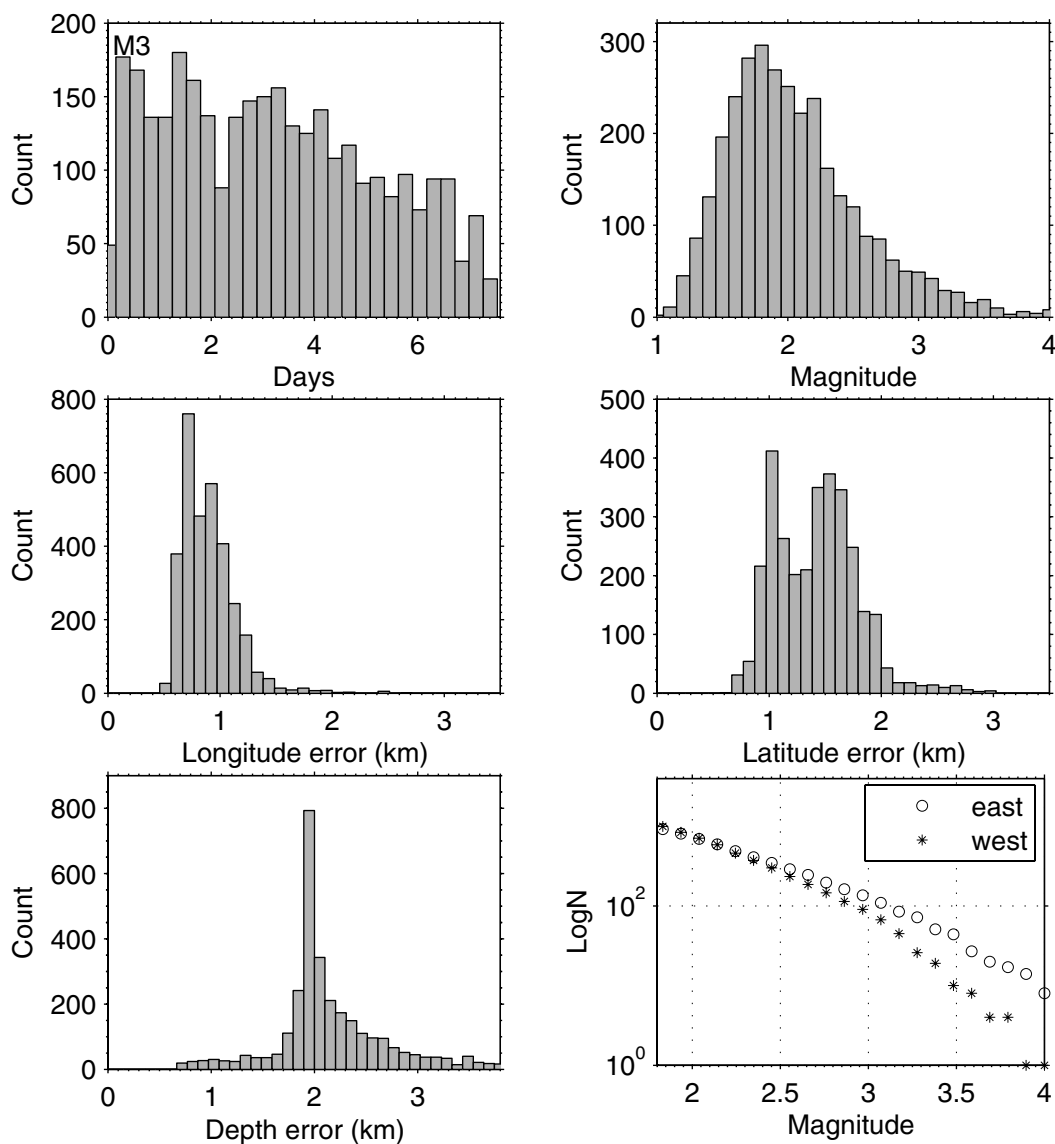 M3
200
150
100
50
0
Count
0 2 4 6
Days
300
200
100
0
Count
1 2 3 4
Magnitude
800
600
400
200
0
Count
0 1 2 3
Longitude error (km)
500
400
300
200
100
0
Count
0 1 2 3
Latitude error (km)
800
600
400
200
0
Count
0 1 2 3
Depth error (km)
east
west
10^2
10^0
LogN
2 2.5 3 3.5 4
Magnitude